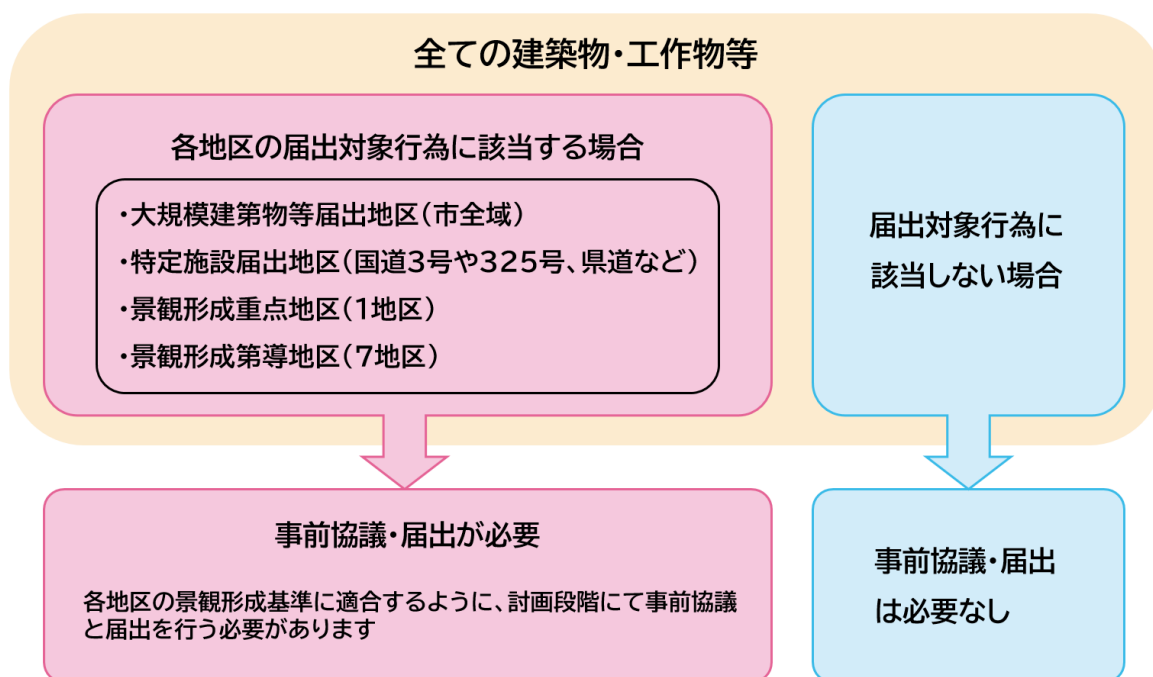 全ての建築物・工作物等
各地区の届出対象行為に該当する場合
・大規模建第物等届出地区(市全域)
・特定施設届出地区(国道3号や325号、県道など)
・景観形成重点地区(1地区)
・景観形成第導地区(7地区)
届出対象行為に
該当しない場合
事前協議・届出が必要
各地区の景観形成基準に適合するように、討画段階にて事前協議
と届出を行う必要があります
事前協議・届出
は必要なし